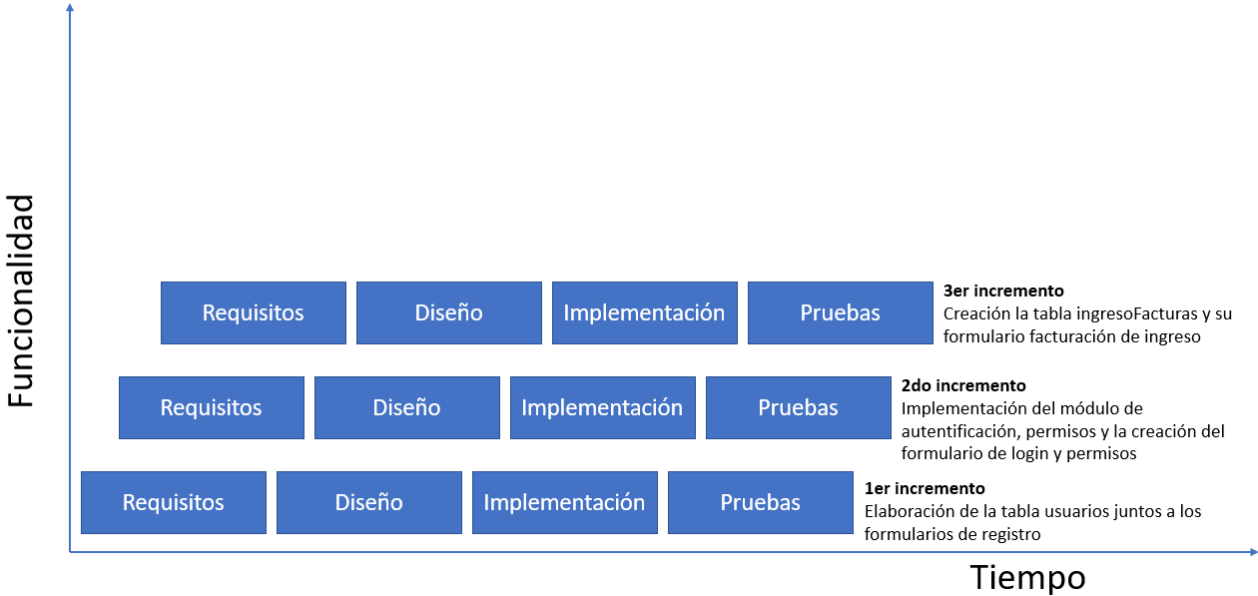 Funcionalidad
Requisitos
Diseño
Implementación
Pruebas
3er incremento
Creación la tabla ingresoFacturas y su
formulario facturación de ingreso
Requisitos
Diseño
Implementación
Pruebas
2do incremento
Implementación del módulo de
autentificación, permisos y la creación del
formulario de login y permisos
Requisitos
Diseño
Implementación
Pruebas
1er incremento
Elaboración de la tabla usuarios juntos a los
formularios de registro
Tiempo